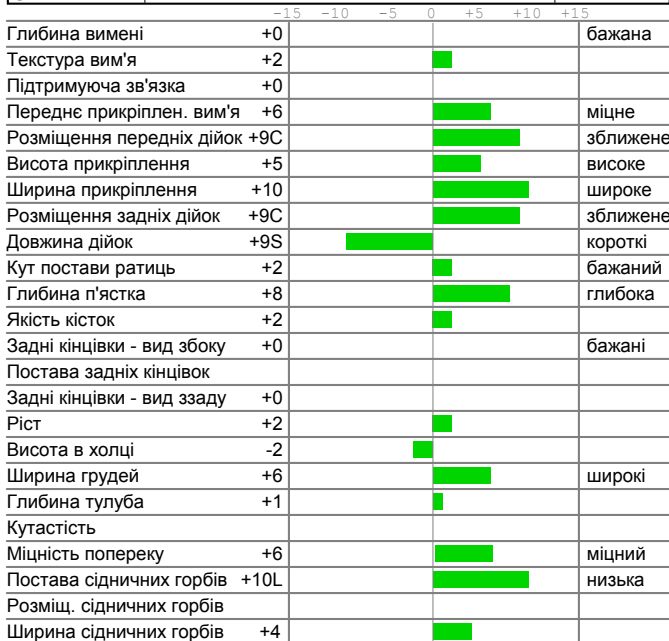 -15 -10 -5 0 +5 +10 +15
Глибина вимені +0 бажана
Текстура вим'я +2
Підтримуюча зв'язка +0
Переднє прикріплен. вим'я +6 міцне
Розміщення передніх дійок +9C зближене
Висота прикріплення +5 високе
Ширина прикріплення +10 широке
Розміщення задніх дійок +9C зближене
Довжина дійок +9S короткі
Кут постави ратиць +2 бажаний
Глибина п'ястка +8 глибока
Якість кісток +2
Задні кінцівки - вид збоку +0 бажані
Постава задніх кінцівок
Задні кінцівки - вид ззаду +0
Ріст +2
Висота в холці -2
Ширина грудей +6 широкі
Глибина тулуба +1
Кутастість
Міцність попереку +6 міцний
Постава сідничних горбів +10L низька
Розміщ. сідничних горбів
Ширина сідничних горбів +4